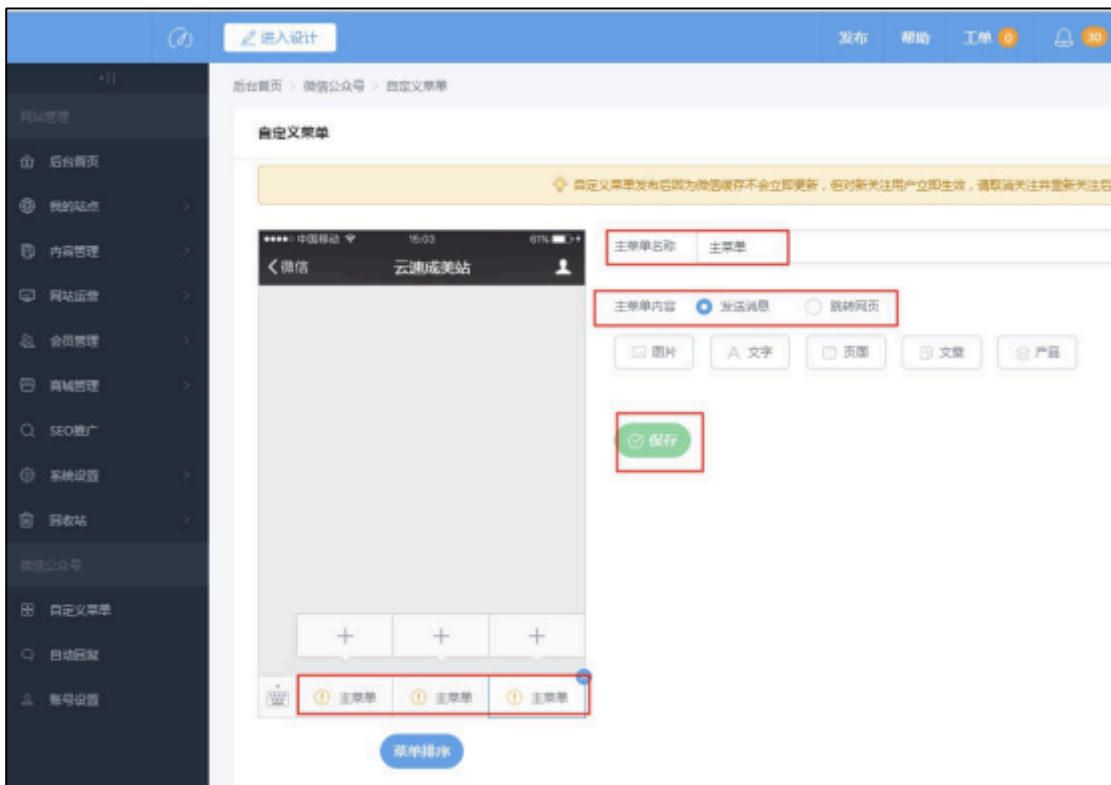 进入设计
发布 帮助 工单 0 30
网站管理
后台首页
我的站点
内容管理
网站运营
会员管理
商城管理
SEO推广
系统设置
回收站
微信公众号
自定义菜单
自动回复
账号设置
后台首页 > 微信公众号 > 自定义菜单
自定义菜单
自定义菜单发布后因为微信缓存不会立即更新，但对新关注用户立即生效，请取消关注并重新关注后
中国移动 15:03 61%
微信 云速成美站
主菜单名称 主菜单
主菜单内容 发送消息 跳转网页
图片 文字 页面 文章 产品
保存
主菜单 主菜单 主菜单
菜单排序